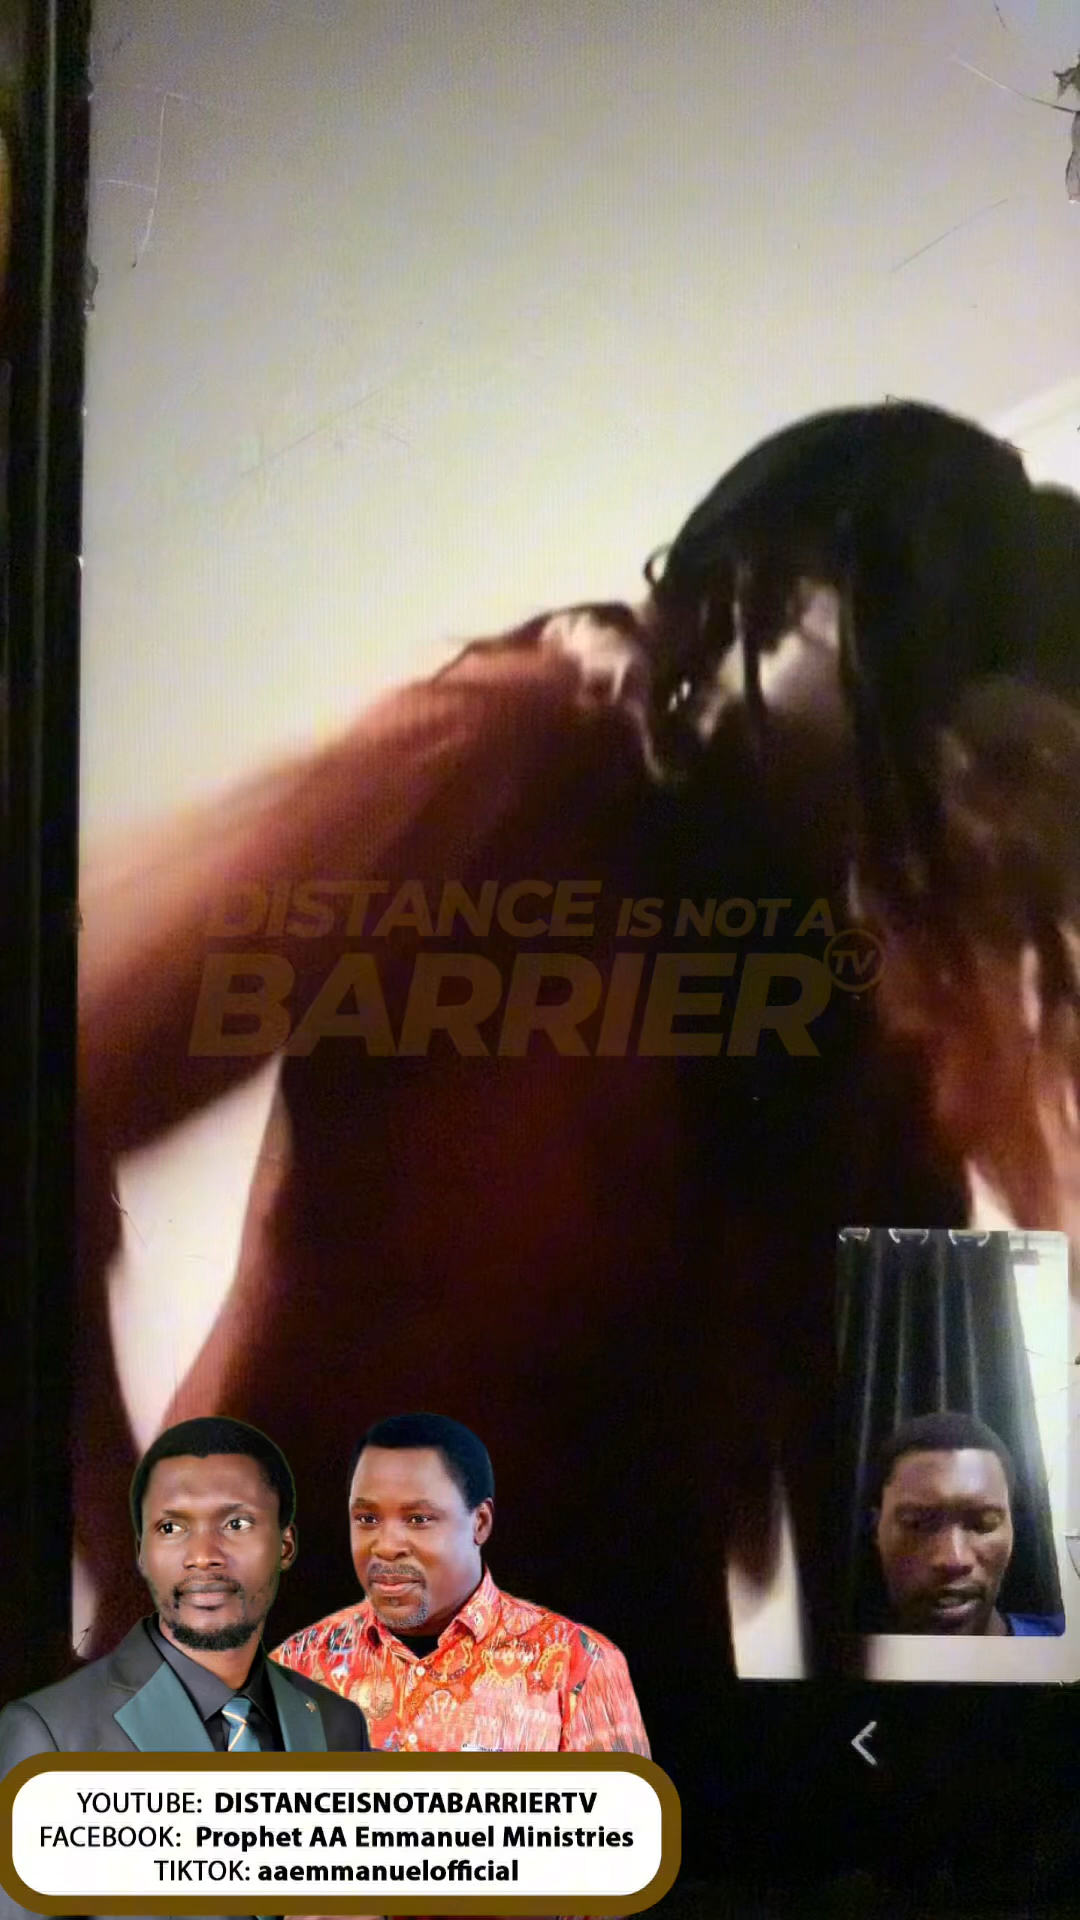 DISTANCE IS NOT A
BARRIER TV
YOUTUBE: DISTANCEISNOTABARRIERTV
FACEBOOK: Prophet AA Emmanuel Ministries
TIKTOK: aaemmanuelofficial